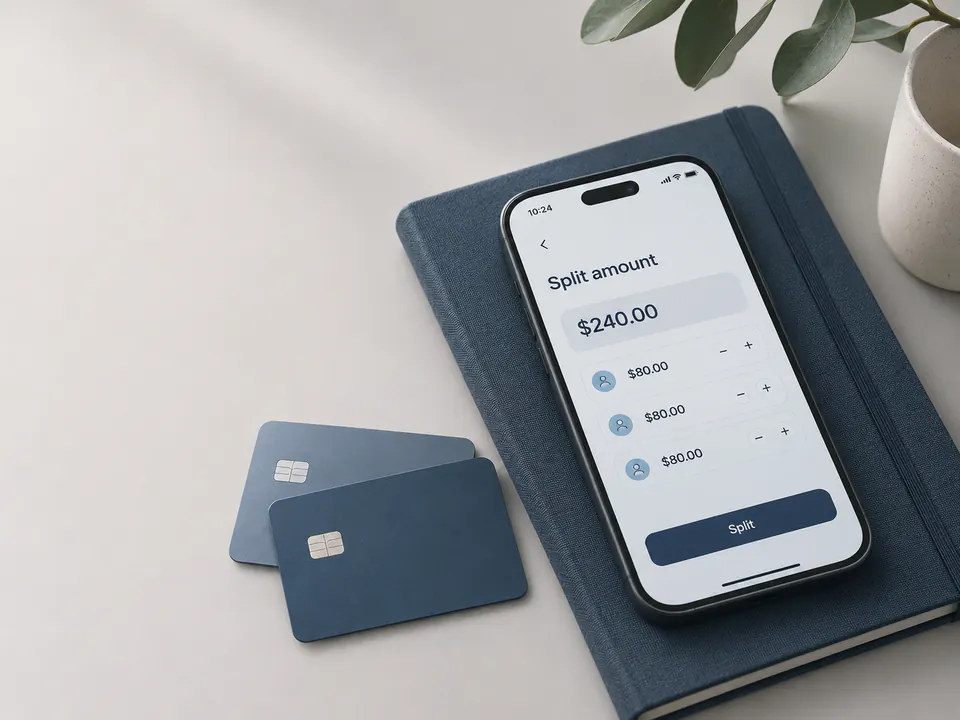 10:24
Split amount
$240.00
$80.00 − +
$80.00 − +
$80.00 − +
Split